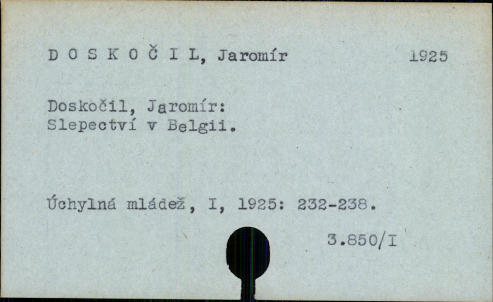 D O S K O Č I L, Jaromír 1925
Doskočil, Jaromír:
Slepectví v Belgii.
Úchylná mládež, I, 1925: 232-238.
3.850/I